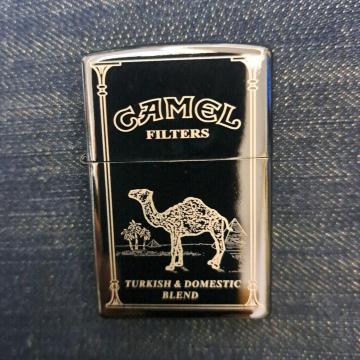 CAMEL
FILTERS
TURKISH & DOMESTIC
BLEND